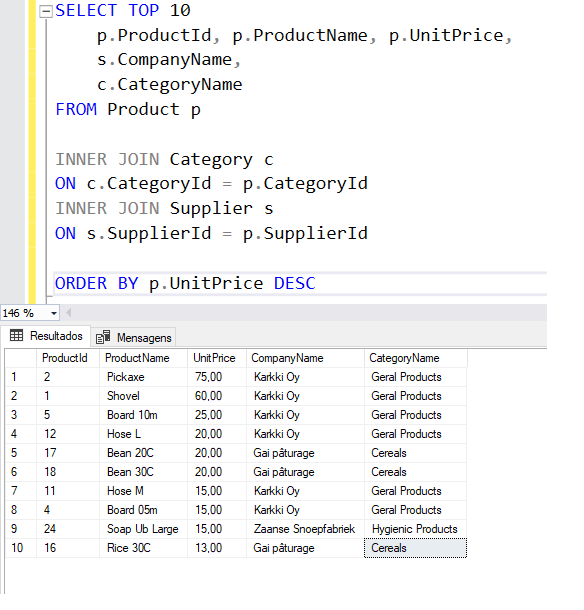 SELECT TOP 10
p.ProductId, p.ProductName, p.UnitPrice,
s.CompanyName,
c.CategoryName
FROM Product p
INNER JOIN Category c
ON c.CategoryId = p.CategoryId
INNER JOIN Supplier s
ON s.SupplierId = p.SupplierId
ORDER BY p.UnitPrice DESC
146 %
Resultados Mensagens
ProductId ProductName UnitPrice CompanyName CategoryName
1 2 Pickaxe 75,00 Karkki Oy Geral Products
2 1 Shovel 60,00 Karkki Oy Geral Products
3 5 Board 10m 25,00 Karkki Oy Geral Products
4 12 Hose L 20,00 Karkki Oy Geral Products
5 17 Bean 20C 20,00 Gai pâturage Cereals
6 18 Bean 30C 20,00 Gai pâturage Cereals
7 11 Hose M 15,00 Karkki Oy Geral Products
8 4 Board 05m 15,00 Karkki Oy Geral Products
9 24 Soap Ub Large 15,00 Zaanse Snoepfabriek Hygienic Products
10 16 Rice 30C 13,00 Gai pâturage Cereals